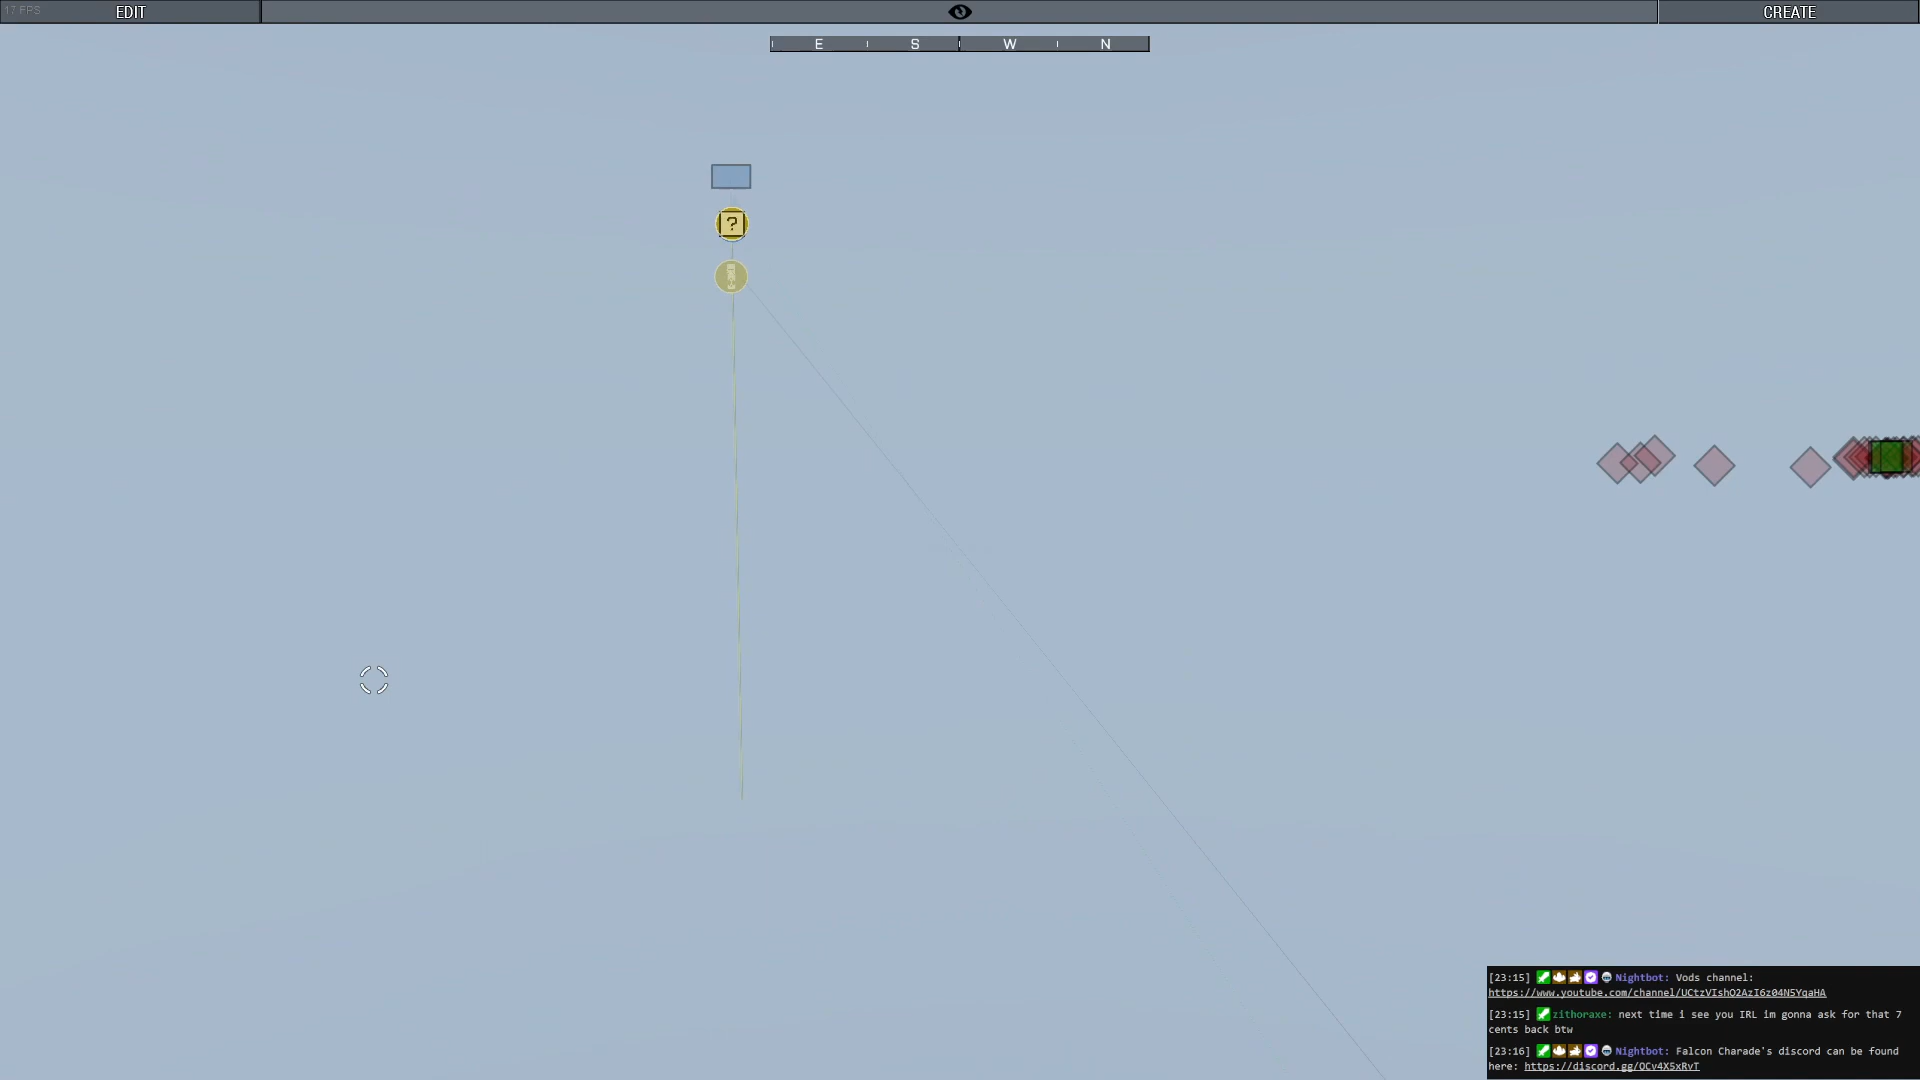 17 FPS
EDIT
CREATE
E S W N
?
[23:15] Nightbot: Vods channel:
https://www.youtube.com/channel/UCtzVIshO2AzI6z04N5YqaHA
[23:15] zithoraxe: next time i see you IRL im gonna ask for that 7
cents back btw
[23:16] Nightbot: Falcon Charade's discord can be found
here: https://discord.gg/QCv4X5xRvT